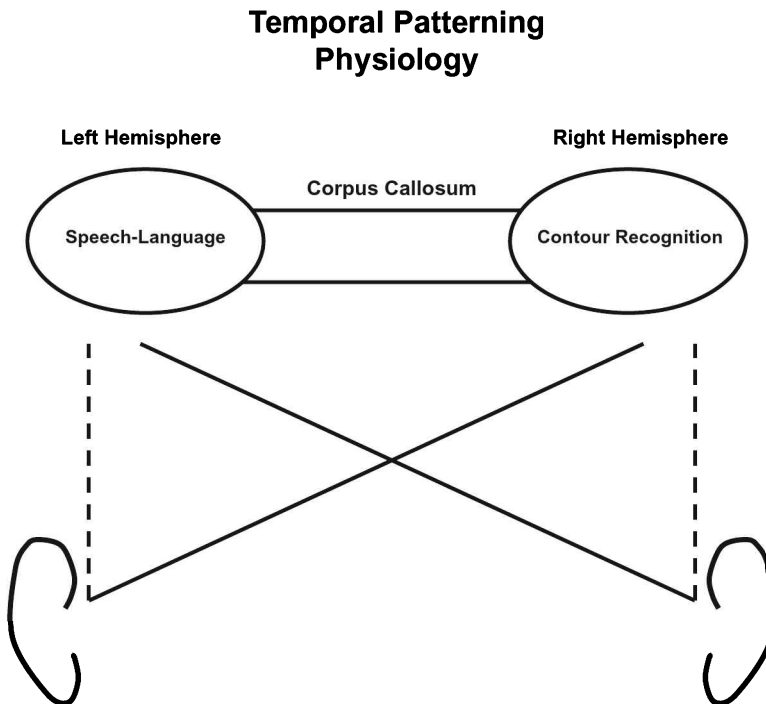 Temporal Patterning
Physiology
Left Hemisphere
Right Hemisphere
Corpus Callosum
Speech-Language
Contour Recognition